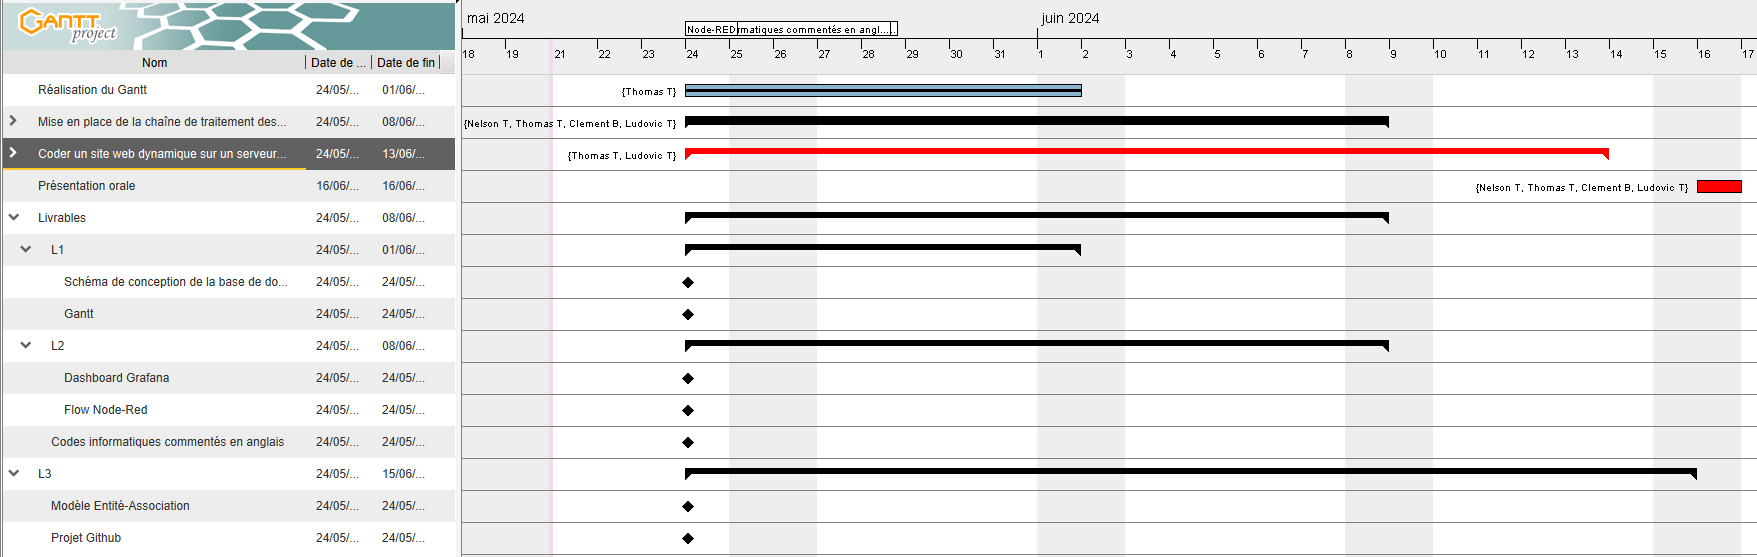 GANTT
project
Nom Date de ... Date de fin
Réalisation du Gantt 24/05/... 01/06/...
Mise en place de la chaîne de traitement des... 24/05/... 08/06/...
Coder un site web dynamique sur un serveur... 24/05/... 13/06/...
Présentation orale 16/06/... 16/06/...
Livrables 24/05/... 08/06/...
L1 24/05/... 01/06/...
Schéma de conception de la base de do... 24/05/... 24/05/...
Gantt 24/05/... 24/05/...
L2 24/05/... 08/06/...
Dashboard Grafana 24/05/... 24/05/...
Flow Node-Red 24/05/... 24/05/...
Codes informatiques commentés en anglais 24/05/... 24/05/...
L3 24/05/... 15/06/...
Modèle Entité-Association 24/05/... 24/05/...
Projet Github 24/05/... 24/05/...
mai 2024 juin 2024
Node-RED rmatiques commentés en angl... ...
18 19 20 21 22 23 24 25 26 27 28 29 30 31 1 2 3 4 5 6 7 8 9 10 11 12 13 14 15 16 17
{Thomas T}
{Nelson T, Thomas T, Clement B, Ludovic T}
{Thomas T, Ludovic T}
{Nelson T, Thomas T, Clement B, Ludovic T}